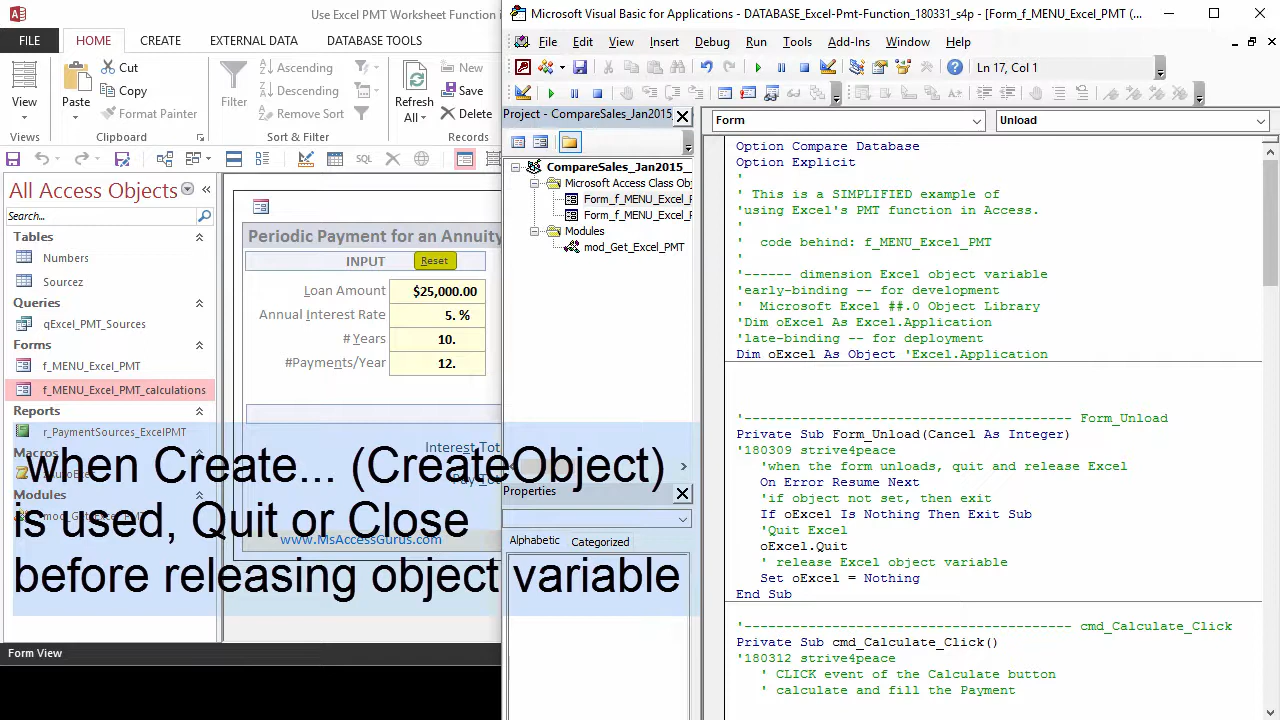 Use Excel PMT Worksheet Function i
FILE HOME CREATE EXTERNAL DATA DATABASE TOOLS
View
Views
Paste
Cut
Copy
Format Painter
Clipboard
Filter
Ascending
Descending
Remove Sort
Sort & Filter
Refresh
All
New
Save
Delete
Records
SQL
All Access Objects
Search...
Tables
Numbers
Sourcez
Queries
qExcel_PMT_Sources
Forms
f_MENU_Excel_PMT
f_MENU_Excel_PMT_calculations
Reports
r_PaymentSources_ExcelPMT
Macros
Modules
Periodic Payment for an Annuity
INPUT Reset
Loan Amount $25,000.00
Annual Interest Rate 5. %
# Years 10.
#Payments/Year 12.
Interest Tot
www.MsAccessGurus.com
Form View
when Create... (CreateObject)
is used, Quit or Close
before releasing object variable
Microsoft Visual Basic for Applications - DATABASE_Excel-Pmt-Function_180331_s4p - [Form_f_MENU_Excel_PMT (...
File Edit View Insert Debug Run Tools Add-Ins Window Help
Ln 17, Col 1
Project - CompareSales_Jan2015_
CompareSales_Jan2015_
Microsoft Access Class Obj
Form_f_MENU_Excel_F
Form_f_MENU_Excel_F
Modules
mod_Get_Excel_PMT
Properties
Alphabetic Categorized
Form Unload
Option Compare Database
Option Explicit
'
' This is a SIMPLIFIED example of
'using Excel's PMT function in Access.
'
'  code behind: f_MENU_Excel_PMT
'
'------ dimension Excel object variable
'early-binding -- for development
'  Microsoft Excel ##.0 Object Library
'Dim oExcel As Excel.Application
'late-binding -- for deployment
Dim oExcel As Object 'Excel.Application
'----------------------------------------- Form_Unload
Private Sub Form_Unload(Cancel As Integer)
'180309 strive4peace
'when the form unloads, quit and release Excel
On Error Resume Next
'if object not set, then exit
If oExcel Is Nothing Then Exit Sub
'Quit Excel
oExcel.Quit
' release Excel object variable
Set oExcel = Nothing
End Sub
'----------------------------------------- cmd_Calculate_Click
Private Sub cmd_Calculate_Click()
'180312 strive4peace
' CLICK event of the Calculate button
' calculate and fill the Payment